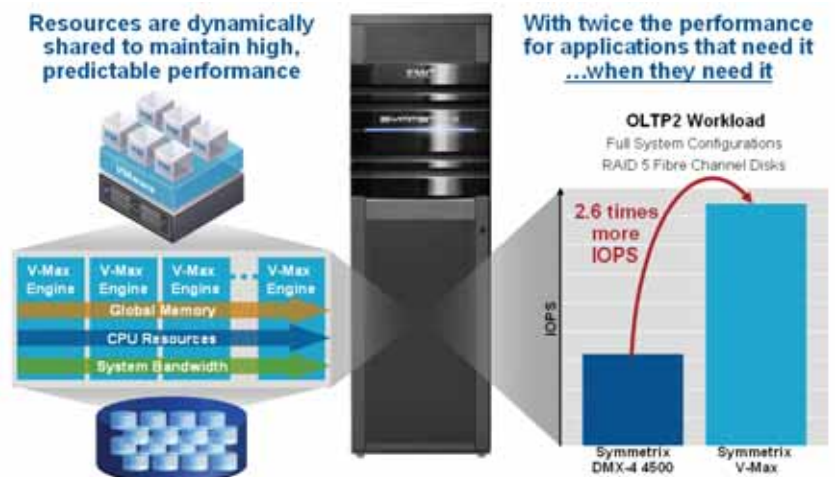 Resources are dynamically
shared to maintain high,
predictable performance
VMware
V-Max
Engine
V-Max
Engine
V-Max
Engine
V-Max
Engine
Global Memory
CPU Resources
System Bandwidth
EMC
With twice the performance
for applications that need it
...when they need it
OLTP2 Workload
Full System Configurations
RAID 5 Fibre Channel Disks
2.6 times
more
IOPS
IOPS
Symmetrix
DMX-4 4500
Symmetrix
V-Max